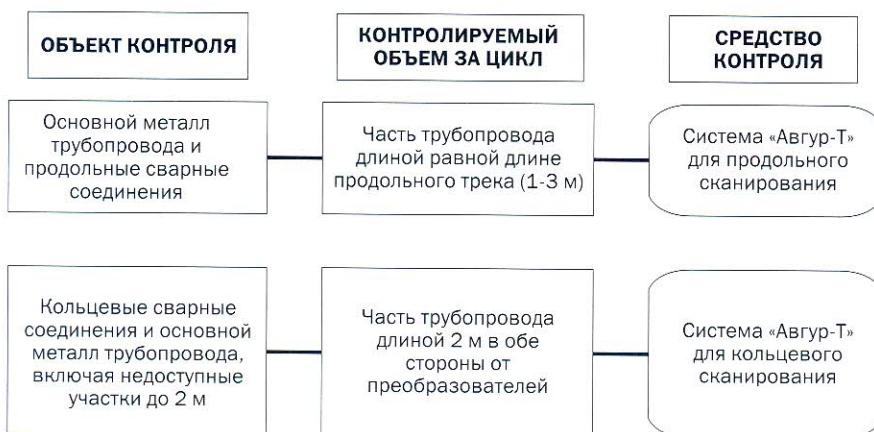 ОБЪЕКТ КОНТРОЛЯ
КОНТРОЛИРУЕМЫЙ
ОБЪЕМ ЗА ЦИКЛ
СРЕДСТВО
КОНТРОЛЯ
Основной металл
трубопровода и
продольные сварные
соединения
Часть трубопровода
длиной равной длине
продольного трека (1-3 м)
Система «Авгур-Т»
для продольного
сканирования
Кольцевые сварные
соединения и основной
металл трубопровода,
включая недоступные
участки до 2 м
Часть трубопровода
длиной 2 м в обе
стороны от
преобразователей
Система «Авгур-Т»
для кольцевого
сканирования